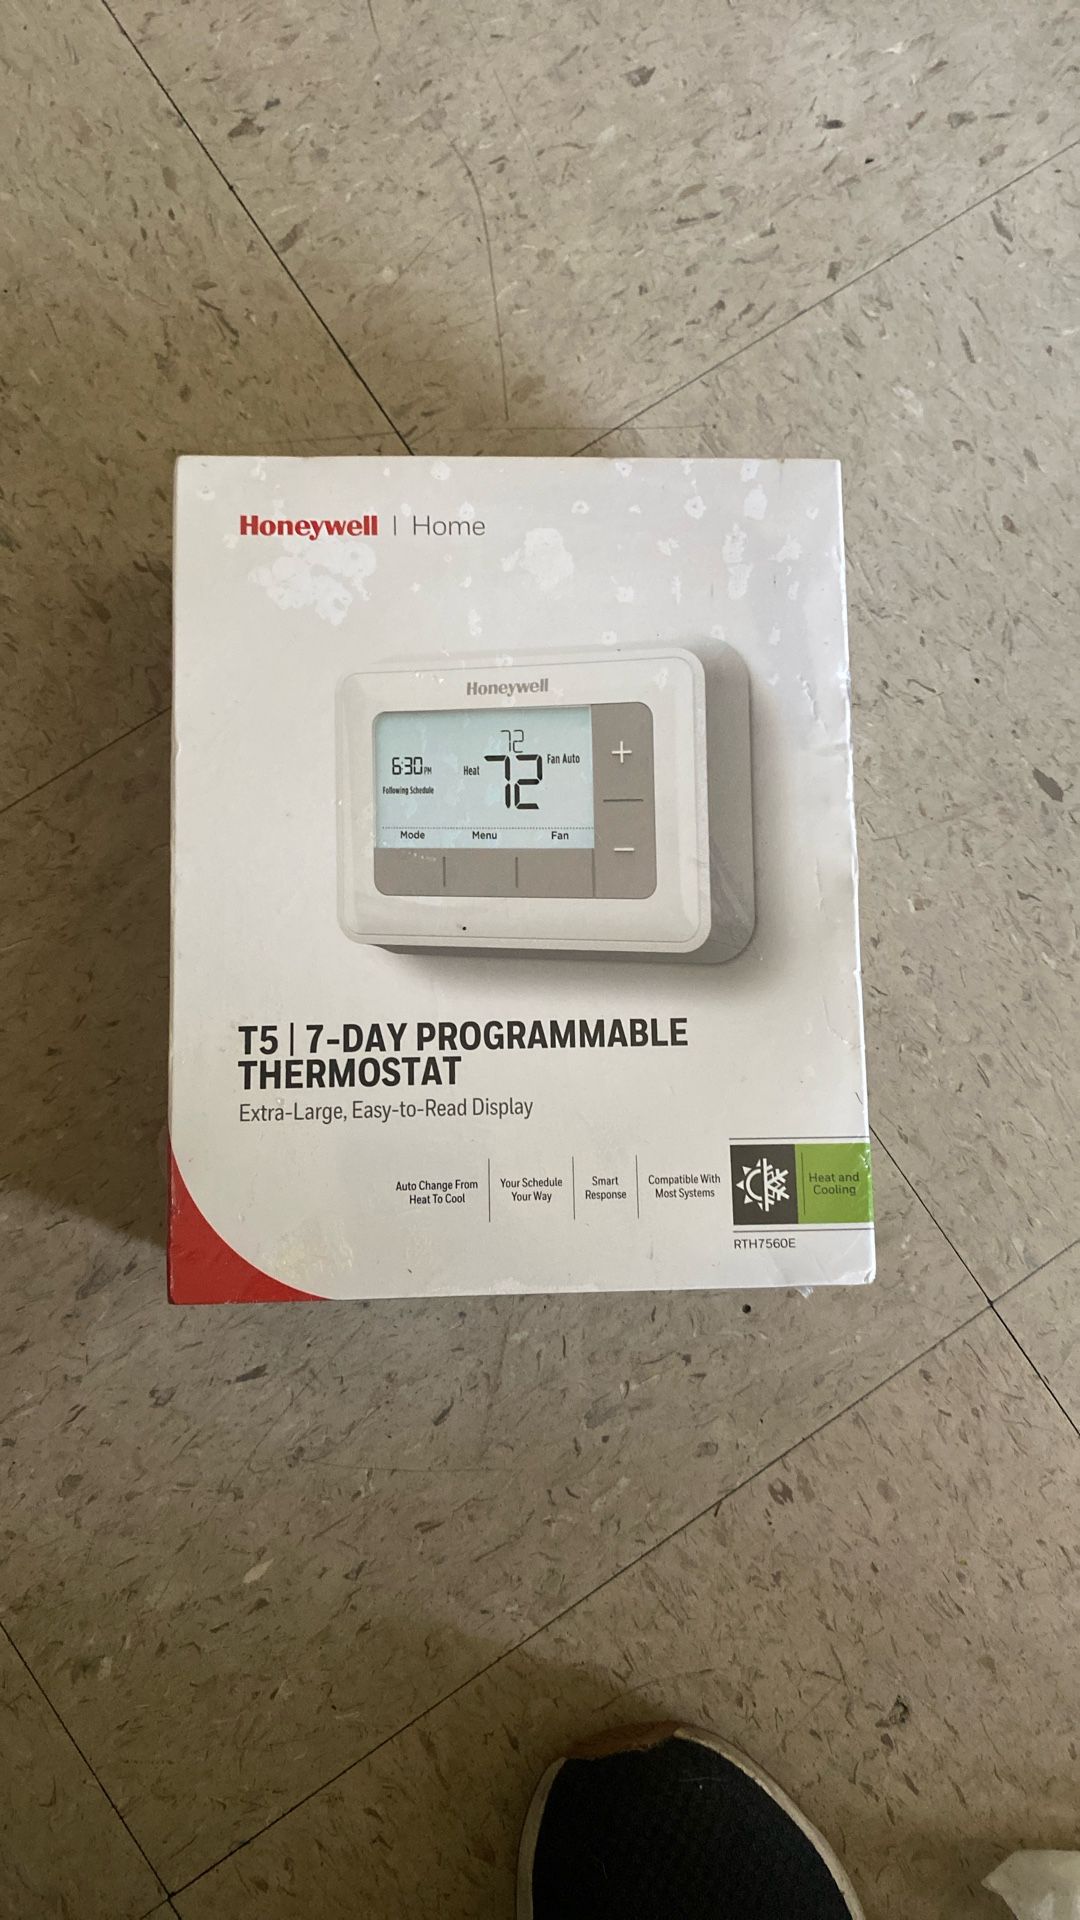 Honeywell | Home
Honeywell
72
6:30PM
Heat
72
Fan Auto
Following Schedule
Mode
Menu
Fan
T5 | 7-DAY PROGRAMMABLE
THERMOSTAT
Extra-Large, Easy-to-Read Display
Auto Change From
Heat To Cool
Your Schedule
Your Way
Smart
Response
Compatible With
Most Systems
Heat and
Cooling
RTH7560E